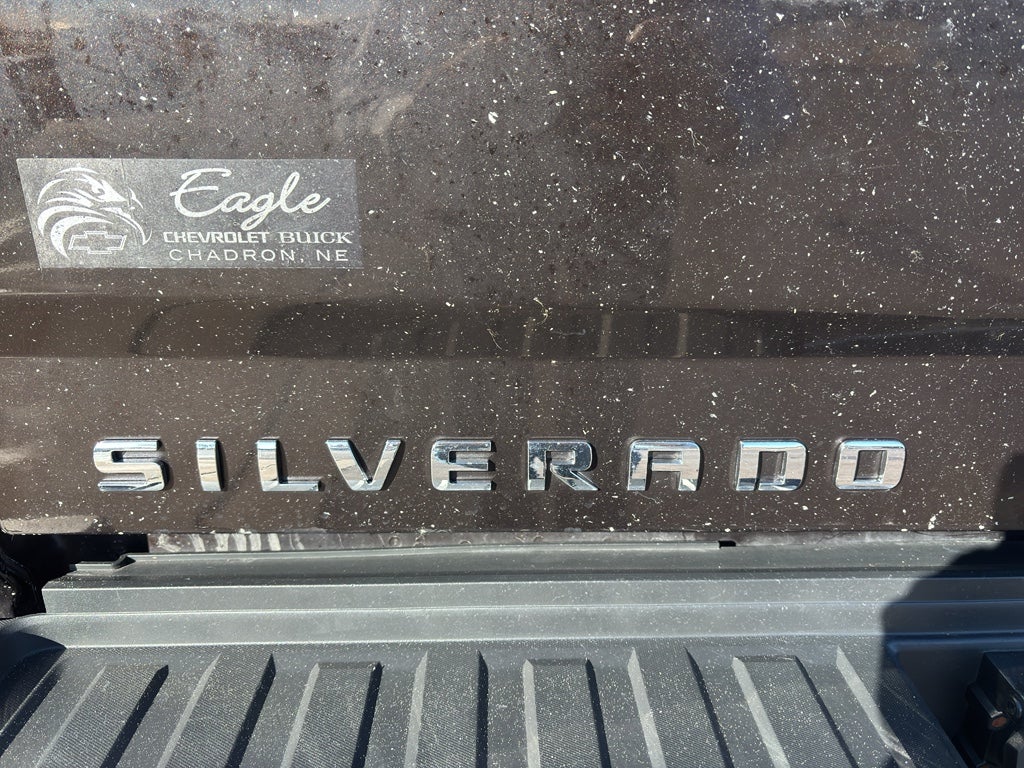 Eagle
CHEVROLET BUICK
CHADRON, NE
SILVERADO